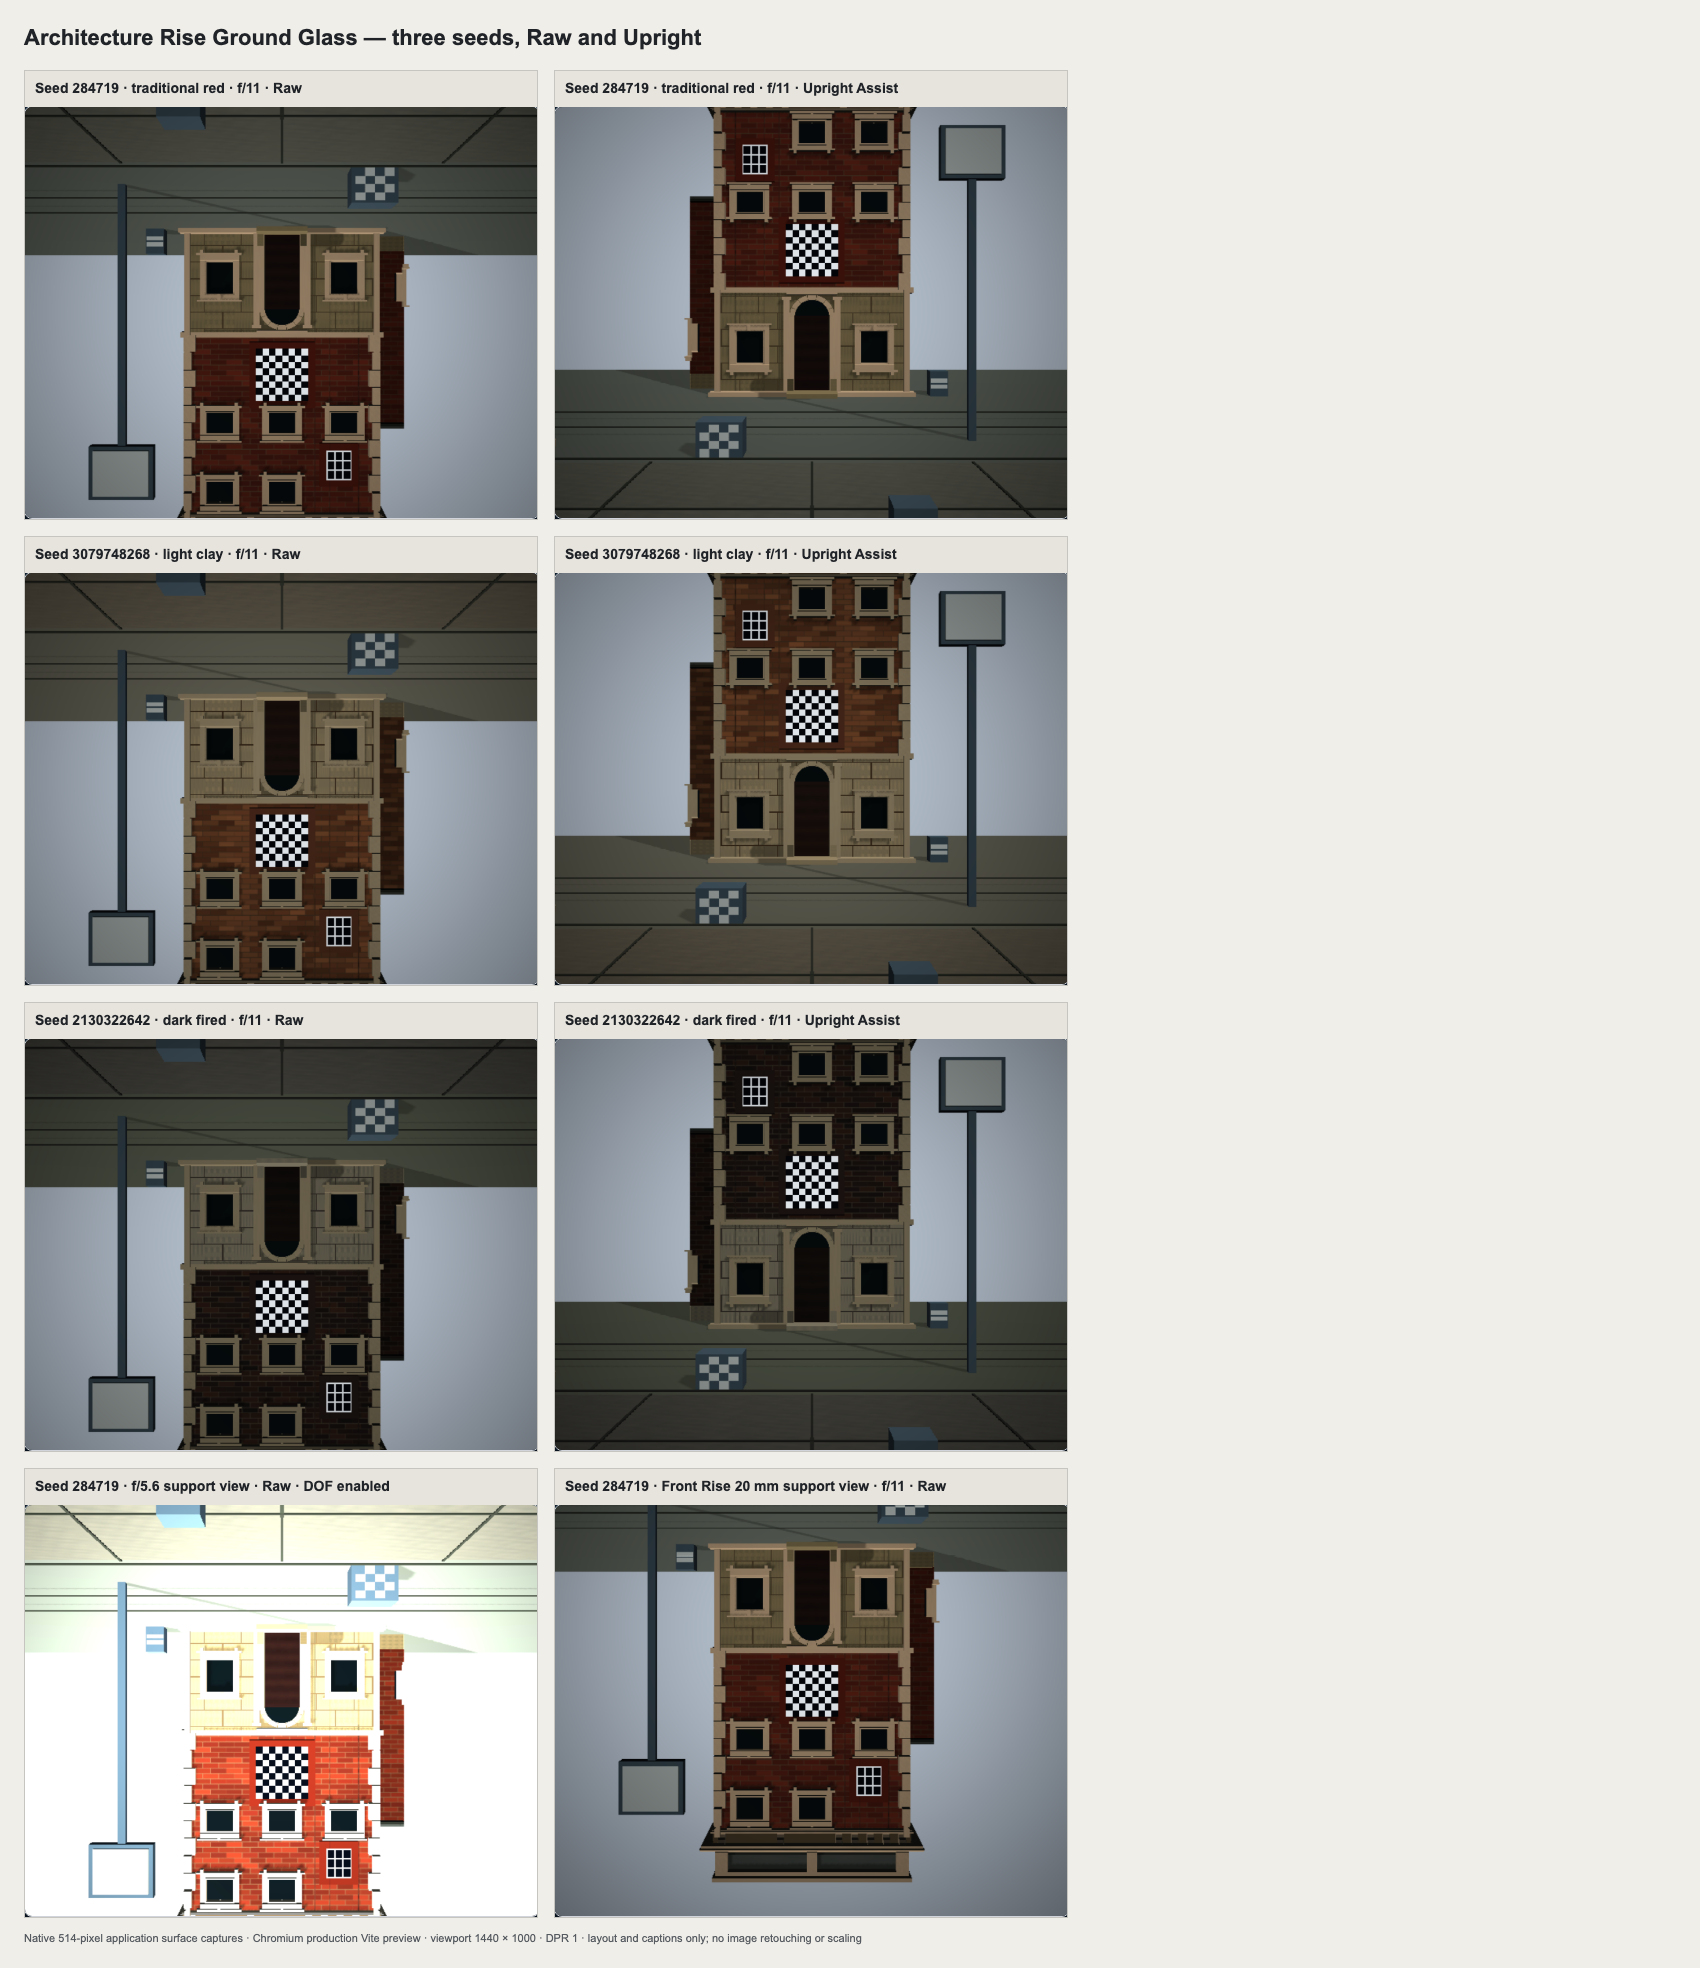 Architecture Rise Ground Glass — three seeds, Raw and Upright
Seed 284719 · traditional red · f/11 · Raw
Seed 284719 · traditional red · f/11 · Upright Assist
Seed 3079748268 · light clay · f/11 · Raw
Seed 3079748268 · light clay · f/11 · Upright Assist
Seed 2130322642 · dark fired · f/11 · Raw
Seed 2130322642 · dark fired · f/11 · Upright Assist
Seed 284719 · f/5.6 support view · Raw · DOF enabled
Seed 284719 · Front Rise 20 mm support view · f/11 · Raw
Native 514-pixel application surface captures · Chromium production Vite preview · viewport 1440 × 1000 · DPR 1 · layout and captions only; no image retouching or scaling